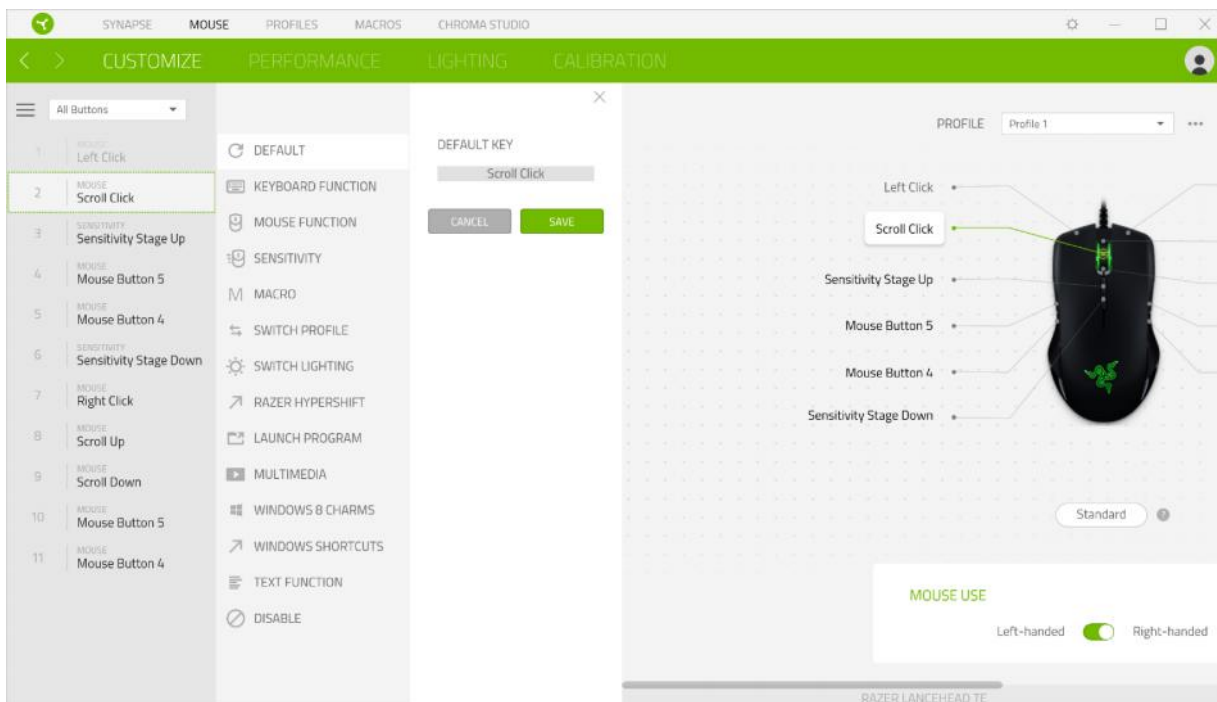 SYNAPSE MOUSE PROFILES MACROS CHROMA STUDIO
CUSTOMIZE PERFORMANCE LIGHTING CALIBRATION
All Buttons
PROFILE Profile 1
1 MOUSE
Left Click
2 MOUSE
Scroll Click
3 SENSITIVITY
Sensitivity Stage Up
4 MOUSE
Mouse Button 5
5 MOUSE
Mouse Button 4
6 SENSITIVITY
Sensitivity Stage Down
7 MOUSE
Right Click
8 MOUSE
Scroll Up
9 MOUSE
Scroll Down
10 MOUSE
Mouse Button 5
11 MOUSE
Mouse Button 4
DEFAULT
KEYBOARD FUNCTION
MOUSE FUNCTION
SENSITIVITY
MACRO
SWITCH PROFILE
SWITCH LIGHTING
RAZER HYPERSHIFT
LAUNCH PROGRAM
MULTIMEDIA
WINDOWS 8 CHARMS
WINDOWS SHORTCUTS
TEXT FUNCTION
DISABLE
DEFAULT KEY
Scroll Click
CANCEL SAVE
Left Click
Scroll Click
Sensitivity Stage Up
Mouse Button 5
Mouse Button 4
Sensitivity Stage Down
Standard ?
MOUSE USE
Left-handed Right-handed
RAZER LANCEHEAD TE